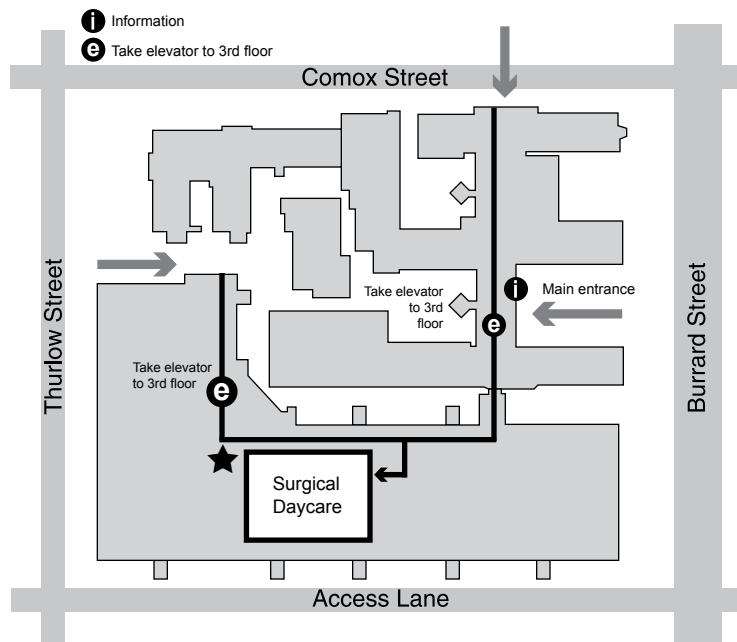 i Information
e Take elevator to 3rd floor
Comox Street
Thurlow Street
Burrard Street
Take elevator
to 3rd
floor
i Main entrance
e
Take elevator
to 3rd floor
e
Surgical
Daycare
Access Lane